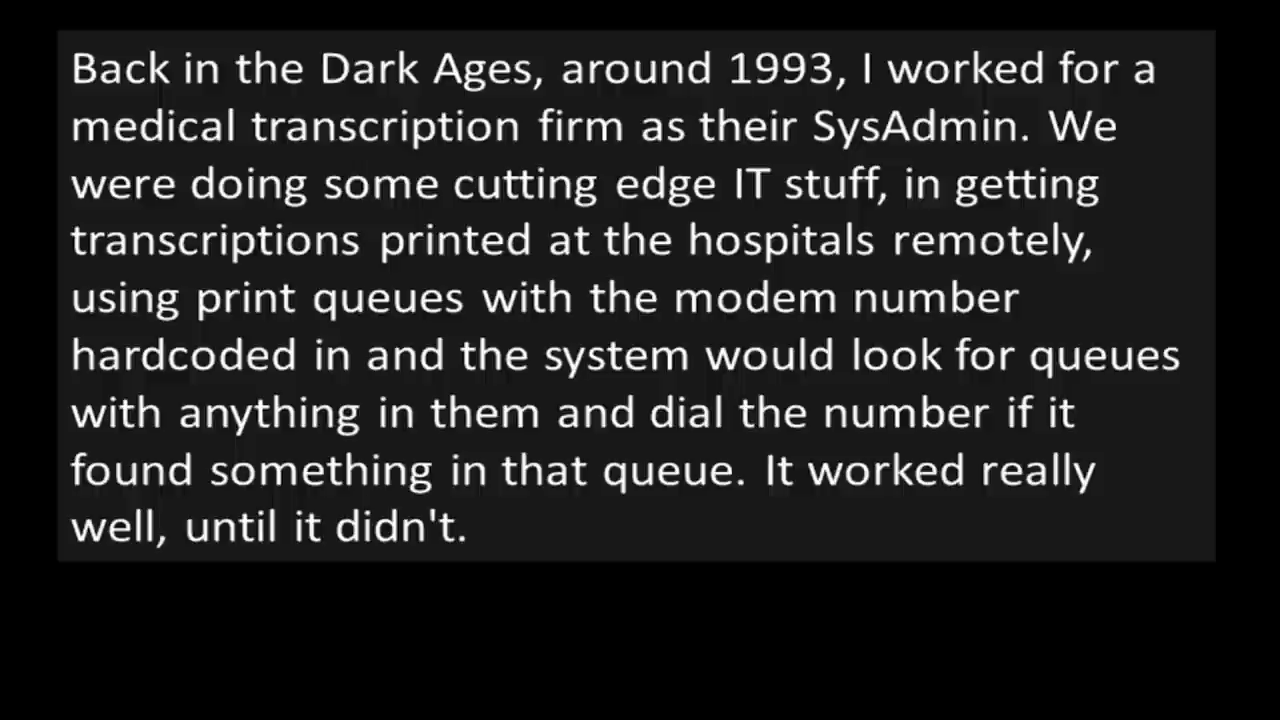 Back in the Dark Ages, around 1993, I worked for a
medical transcription firm as their SysAdmin. We
were doing some cutting edge IT stuff, in getting
transcriptions printed at the hospitals remotely,
using print queues with the modem number
hardcoded in and the system would look for queues
with anything in them and dial the number if it
found something in that queue. It worked really
well, until it didn't.